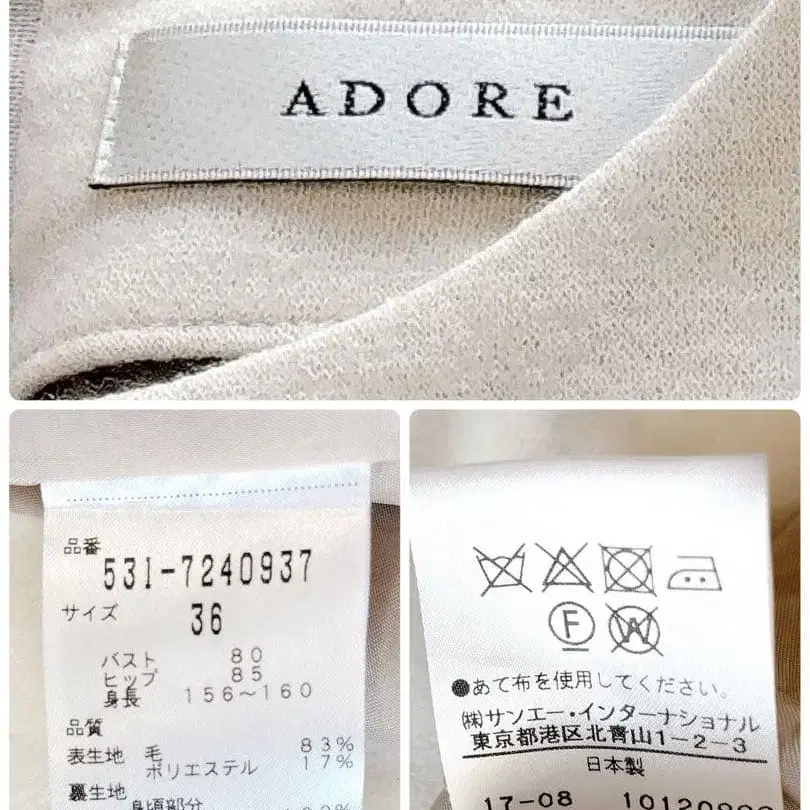 ADORE
品番
531-7240937
サイズ 36
バスト 80
ヒップ 85
身長 156～160
品質
表生地 毛 83%
ポリエステル 17%
裏生地
身頃部分
F W
●あて布を使用してください。
㈱サンエー・インターナショナル
東京都港区北青山1-2-3
日本製
17-08